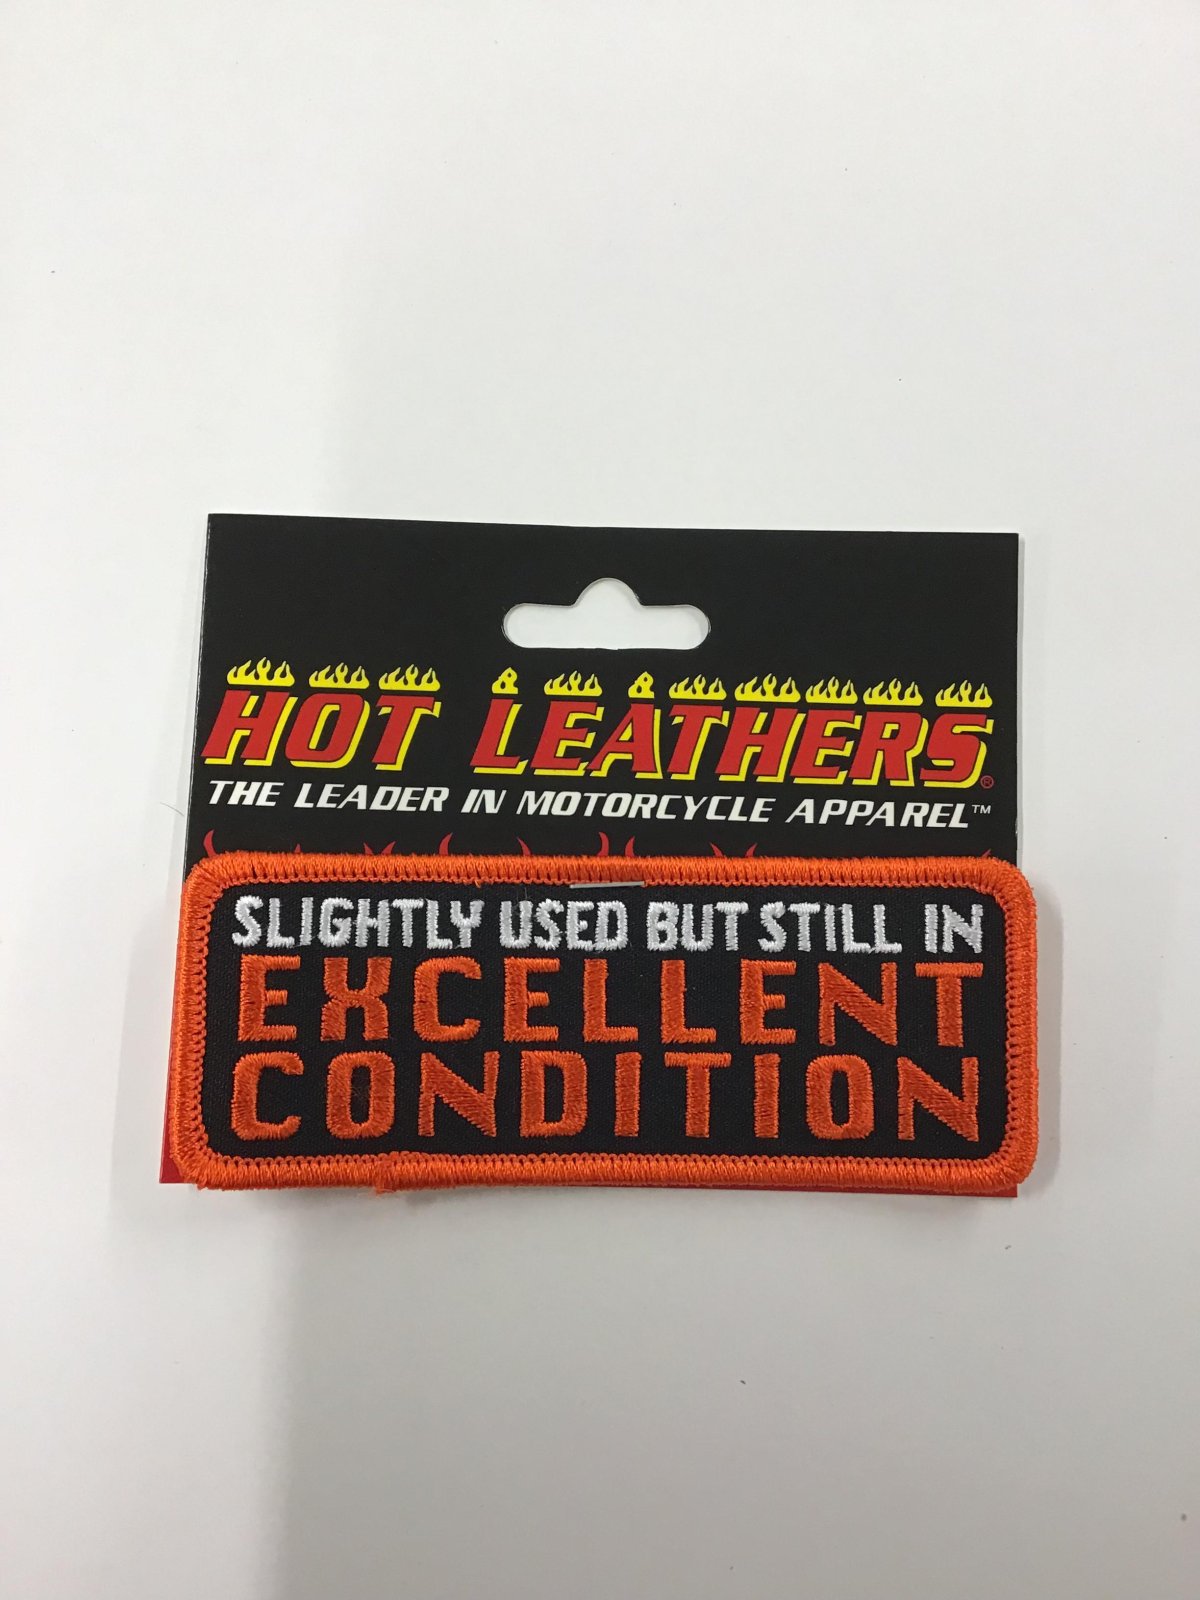 HOT LEATHERS®
THE LEADER IN MOTORCYCLE APPAREL™
SLIGHTLY USED BUT STILL IN
EXCELLENT
CONDITION